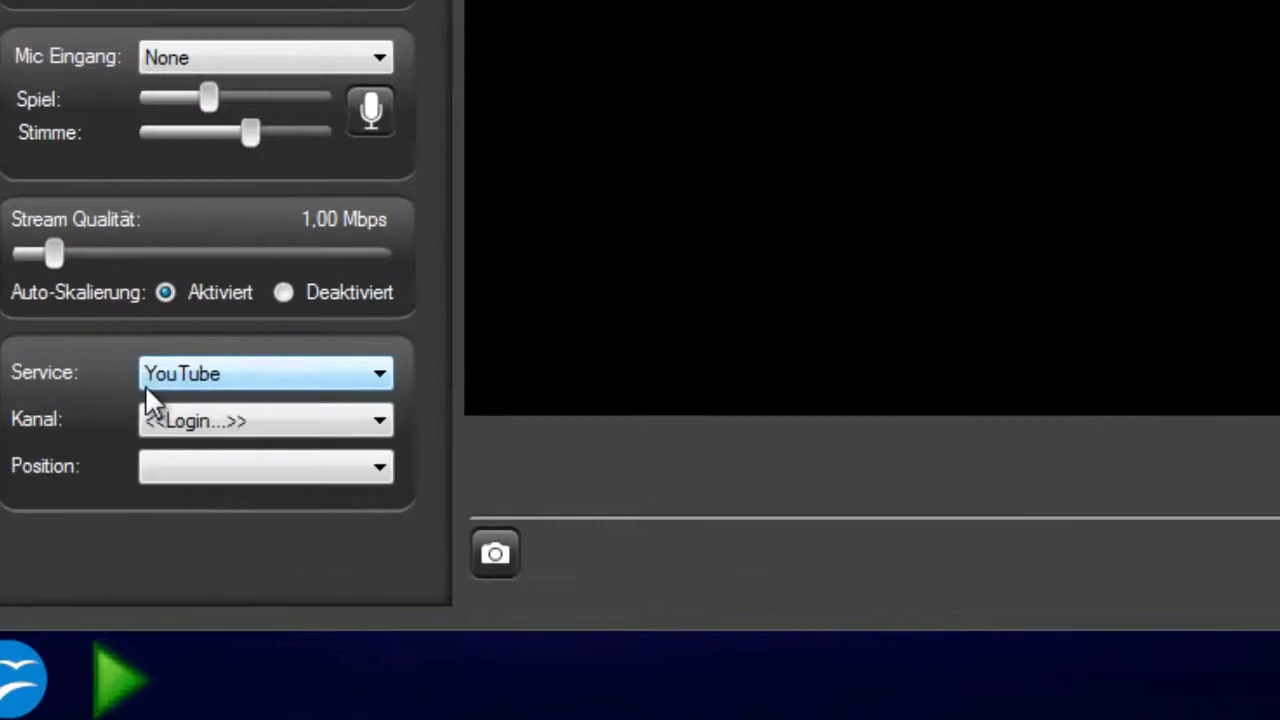 Mic Eingang: None
Spiel:
Stimme:
Stream Qualität: 1,00 Mbps
Auto-Skalierung: Aktiviert Deaktiviert
Service: YouTube
Kanal: <<Login...>>
Position: